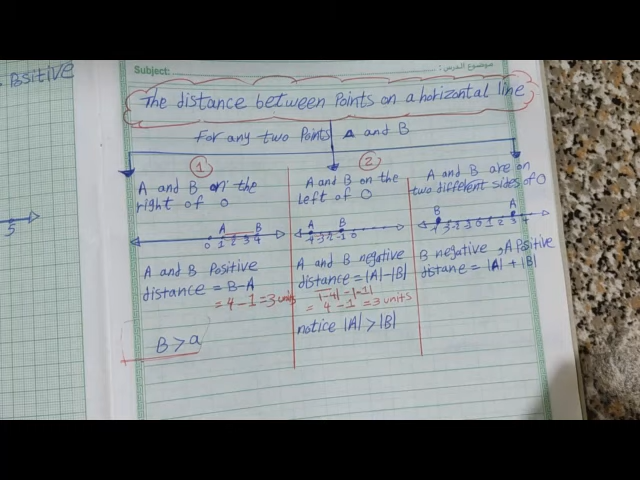 Positive
5
Subject:
موضوع الدرس:
The distance between Points on a horizontal line
For any two Points A and B
1
A and B on the
right of 0
A B
0 1 2 3 4
A and B Positive
distance = B-A
= 4-1=3 units
B > a
2
A and B on the
left of 0
A B
-4 -3 -2 -1 0
A and B negative
distance = |A|-|B|
|-4| - |-1|
= 4 - 1 = 3 units
notice |A| > |B|
A and B are on
two different sides of 0
B A
-4 -3 -2 -1 0 1 2 3 4
B negative , A Positive
distane = |A| + |B|